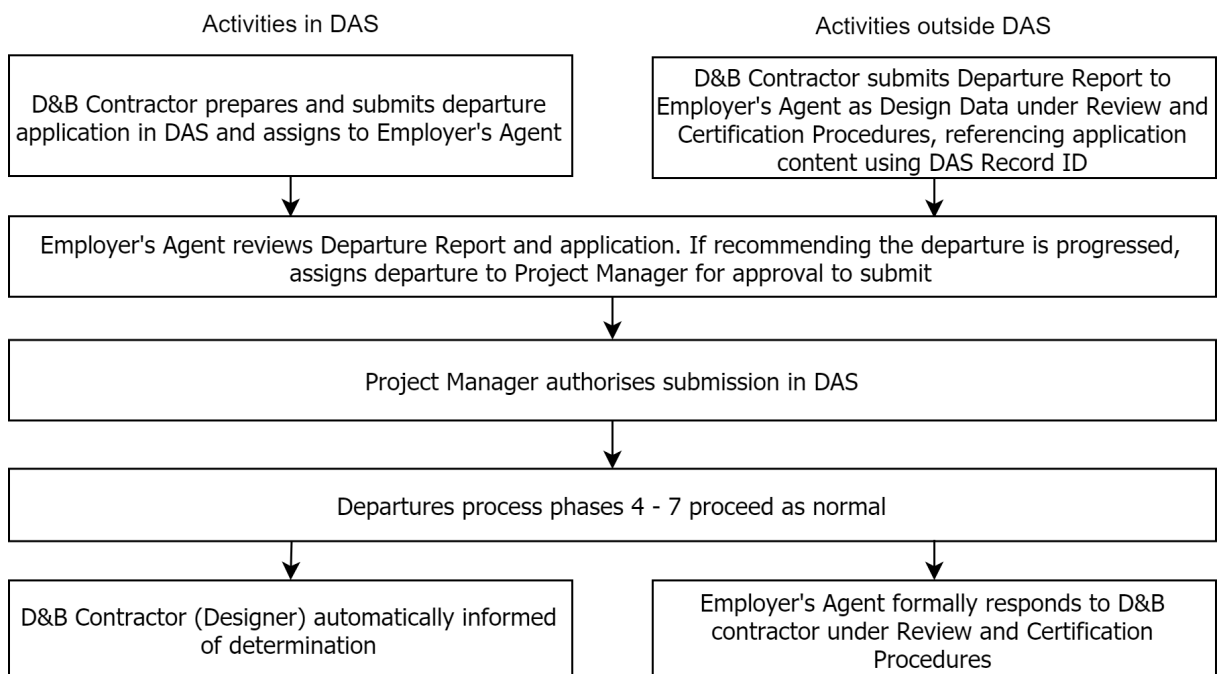 Activities in DAS
Activities outside DAS
D&B Contractor prepares and submits departure
application in DAS and assigns to Employer's Agent
D&B Contractor submits Departure Report to
Employer's Agent as Design Data under Review and
Certification Procedures, referencing application
content using DAS Record ID
Employer's Agent reviews Departure Report and application. If recommending the departure is progressed,
assigns departure to Project Manager for approval to submit
Project Manager authorises submission in DAS
Departures process phases 4 - 7 proceed as normal
D&B Contractor (Designer) automatically informed
of determination
Employer's Agent formally responds to D&B
contractor under Review and Certification
Procedures